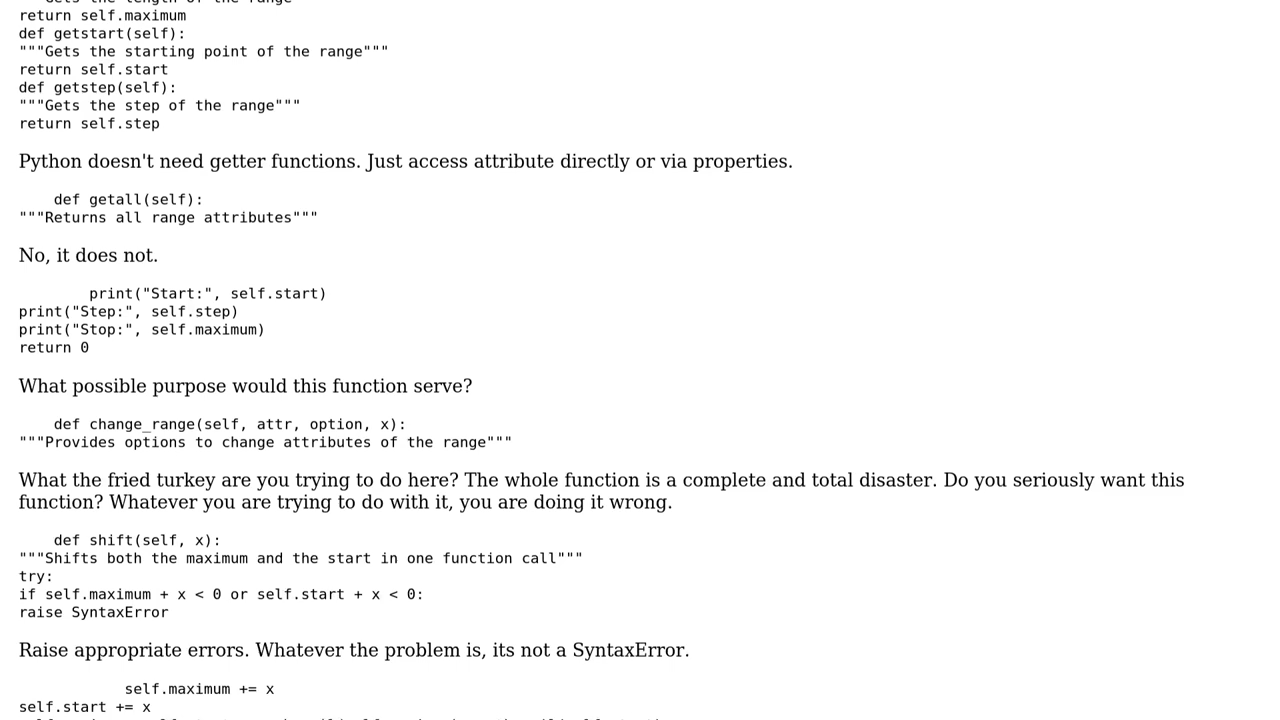 return self.maximum
def getstart(self):
"""Gets the starting point of the range"""
return self.start
def getstep(self):
"""Gets the step of the range"""
return self.step
Python doesn't need getter functions. Just access attribute directly or via properties.
def getall(self):
"""Returns all range attributes"""
No, it does not.
print("Start:", self.start)
print("Step:", self.step)
print("Stop:", self.maximum)
return 0
What possible purpose would this function serve?
def change_range(self, attr, option, x):
"""Provides options to change attributes of the range"""
What the fried turkey are you trying to do here? The whole function is a complete and total disaster. Do you seriously want this
function? Whatever you are trying to do with it, you are doing it wrong.
def shift(self, x):
"""Shifts both the maximum and the start in one function call"""
try:
if self.maximum + x < 0 or self.start + x < 0:
raise SyntaxError
Raise appropriate errors. Whatever the problem is, its not a SyntaxError.
self.maximum += x
self.start += x